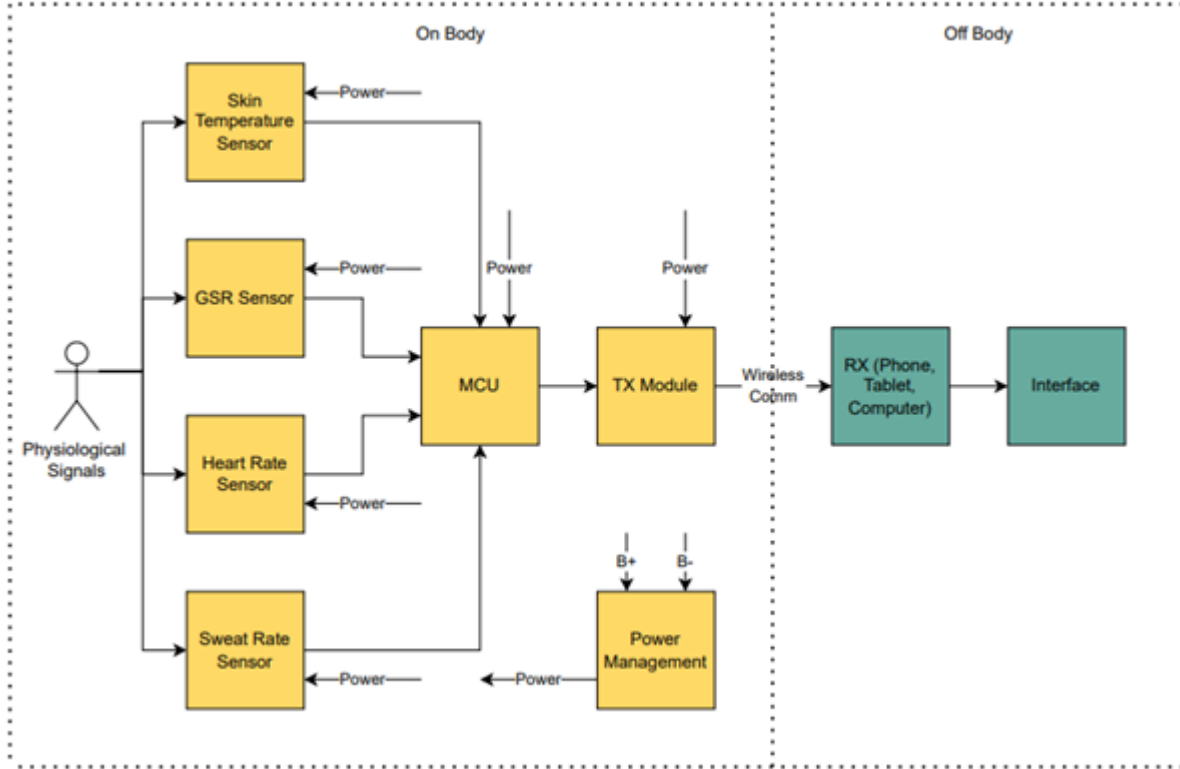 On Body
Off Body
Skin
Temperature
Sensor
Power
GSR Sensor
Power
Power
Power
Physiological
Signals
MCU
TX Module
Wireless
Comm
RX (Phone,
Tablet,
Computer)
Interface
Heart Rate
Sensor
Power
B+
B-
Sweat Rate
Sensor
Power
Power
Power
Management